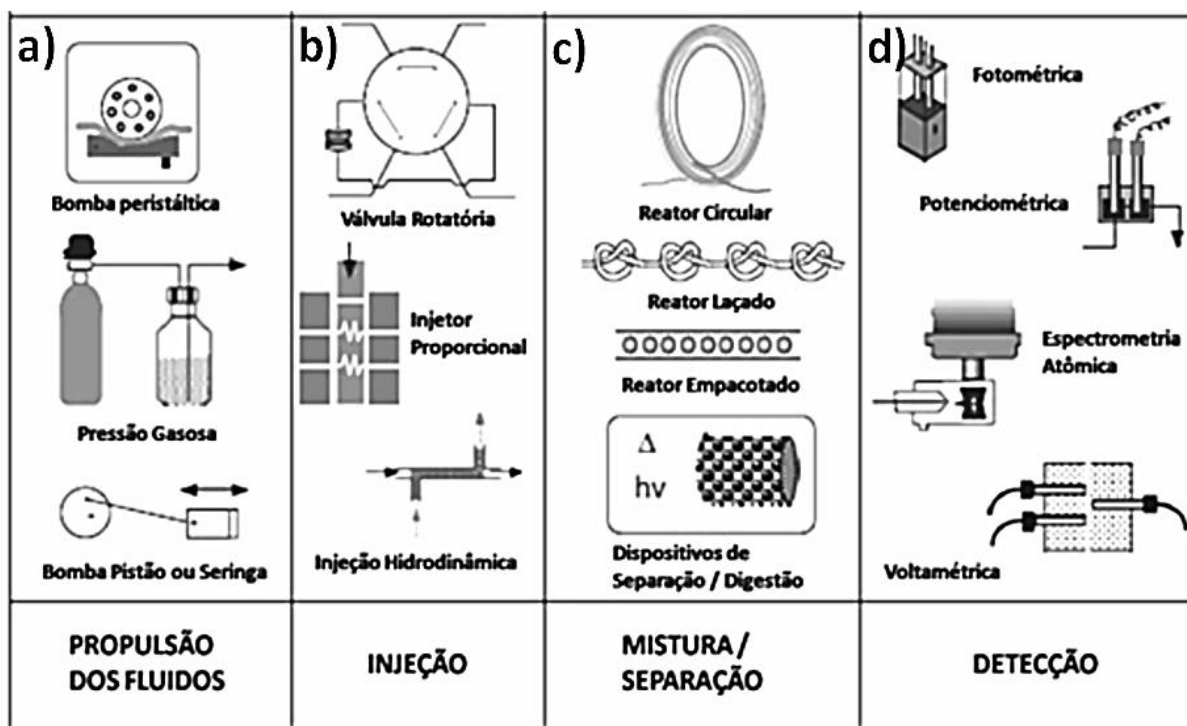 a)
Bomba peristáltica
Pressão Gasosa
Bomba Pistão ou Seringa
PROPULSÃO
DOS FLUIDOS
b)
Válvula Rotatória
Injetor
Proporcional
Injeção Hidrodinâmica
INJEÇÃO
c)
Reator Circular
Reator Laçado
Reator Empacotado
Δ
hv
Dispositivos de
Separação / Digestão
MISTURA /
SEPARAÇÃO
d)
Fotométrica
Potenciométrica
Espectrometria
Atômica
Voltamétrica
DETECÇÃO